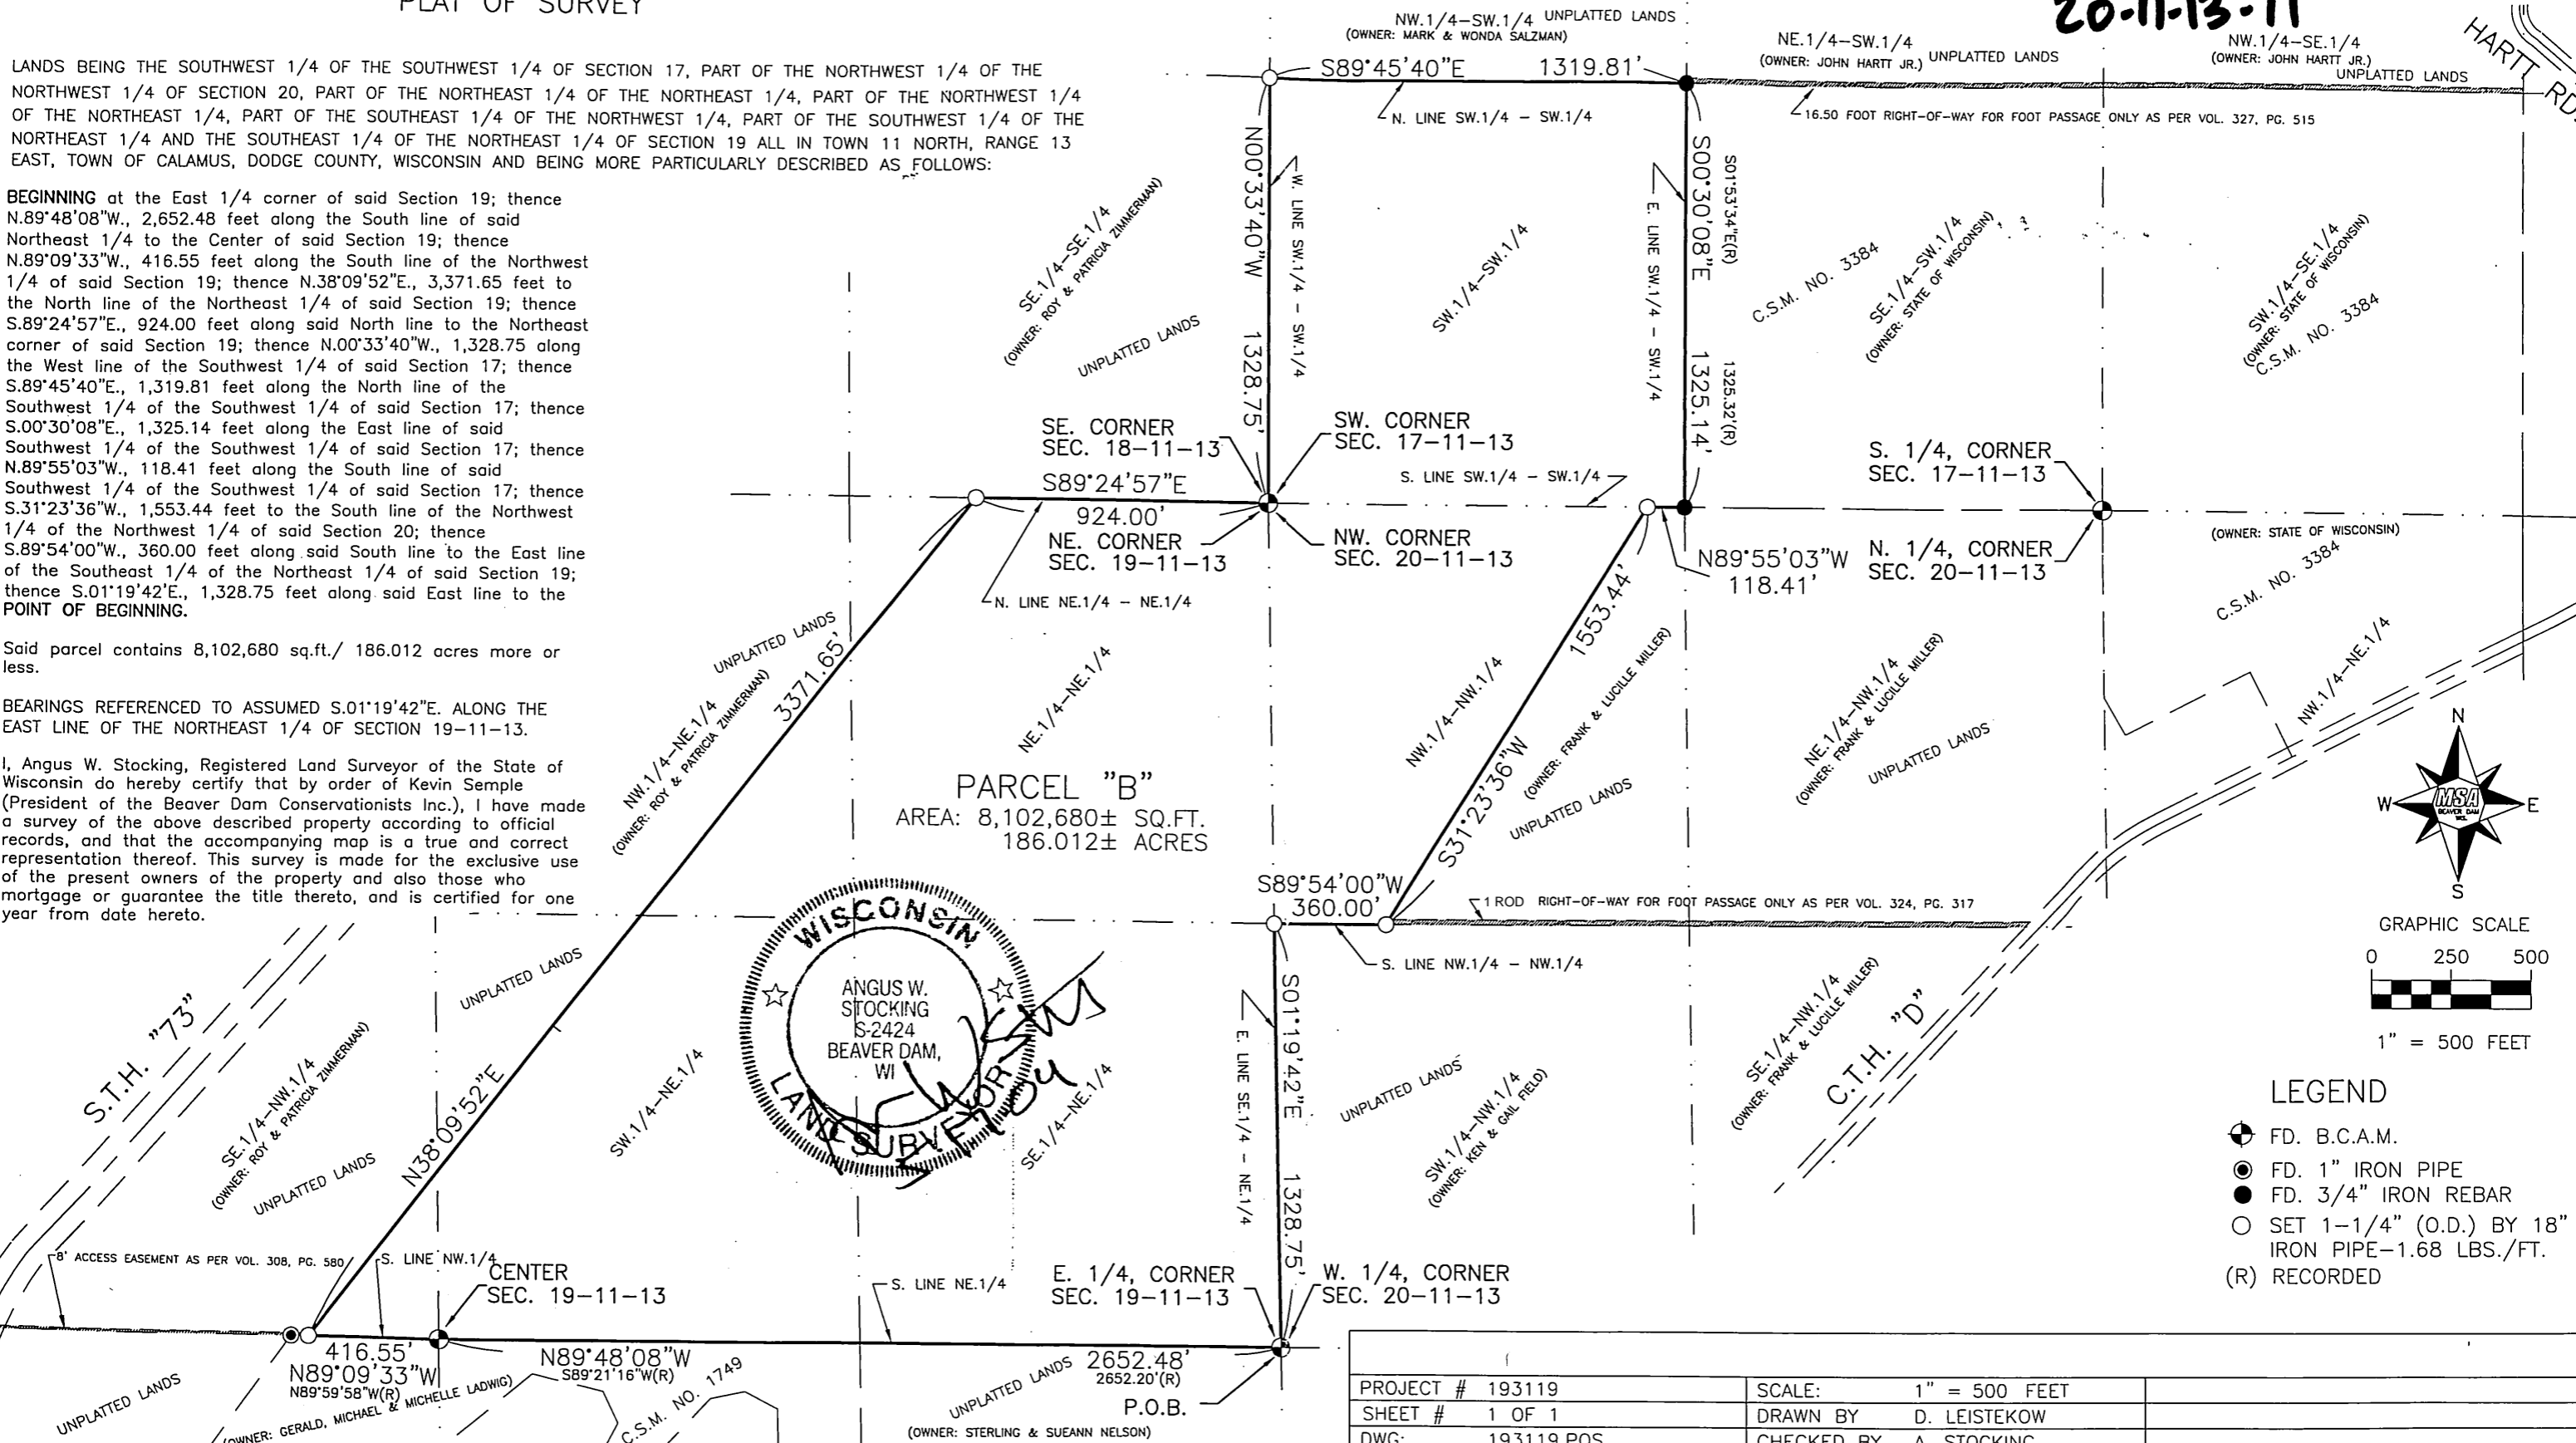 PLAT OF SURVEY
20-11-13-11
LANDS BEING THE SOUTHWEST 1/4 OF THE SOUTHWEST 1/4 OF SECTION 17, PART OF THE NORTHWEST 1/4 OF THE
NORTHWEST 1/4 OF SECTION 20, PART OF THE NORTHEAST 1/4 OF THE NORTHEAST 1/4, PART OF THE NORTHWEST 1/4
OF THE NORTHEAST 1/4, PART OF THE SOUTHEAST 1/4 OF THE NORTHWEST 1/4, PART OF THE SOUTHWEST 1/4 OF THE
NORTHEAST 1/4 AND THE SOUTHEAST 1/4 OF THE NORTHEAST 1/4 OF SECTION 19 ALL IN TOWN 11 NORTH, RANGE 13
EAST, TOWN OF CALAMUS, DODGE COUNTY, WISCONSIN AND BEING MORE PARTICULARLY DESCRIBED AS FOLLOWS:
BEGINNING at the East 1/4 corner of said Section 19; thence
N.89°48'08"W., 2,652.48 feet along the South line of said
Northeast 1/4 to the Center of said Section 19; thence
N.89°09'33"W., 416.55 feet along the South line of the Northwest
1/4 of said Section 19; thence N.38°09'52"E., 3,371.65 feet to
the North line of the Northeast 1/4 of said Section 19; thence
S.89°24'57"E., 924.00 feet along said North line to the Northeast
corner of said Section 19; thence N.00°33'40"W., 1,328.75 along
the West line of the Southwest 1/4 of said Section 17; thence
S.89°45'40"E., 1,319.81 feet along the North line of the
Southwest 1/4 of the Southwest 1/4 of said Section 17; thence
S.00°30'08"E., 1,325.14 feet along the East line of said
Southwest 1/4 of the Southwest 1/4 of said Section 17; thence
N.89°55'03"W., 118.41 feet along the South line of said
Southwest 1/4 of the Southwest 1/4 of said Section 17; thence
S.31°23'36"W., 1,553.44 feet to the South line of the Northwest
1/4 of the Northwest 1/4 of said Section 20; thence
S.89°54'00"W., 360.00 feet along said South line to the East line
of the Southeast 1/4 of the Northeast 1/4 of said Section 19;
thence S.01°19'42'E., 1,328.75 feet along said East line to the
POINT OF BEGINNING.
Said parcel contains 8,102,680 sq.ft./ 186.012 acres more or
less.
BEARINGS REFERENCED TO ASSUMED S.01°19'42"E. ALONG THE
EAST LINE OF THE NORTHEAST 1/4 OF SECTION 19-11-13.
I, Angus W. Stocking, Registered Land Surveyor of the State of
Wisconsin do hereby certify that by order of Kevin Semple
(President of the Beaver Dam Conservationists Inc.), I have made
a survey of the above described property according to official
records, and that the accompanying map is a true and correct
representation thereof. This survey is made for the exclusive use
of the present owners of the property and also those who
mortgage or guarantee the title thereto, and is certified for one
year from date hereto.
NW.1/4-SW.1/4 UNPLATTED LANDS
(OWNER: MARK & WONDA SALZMAN)
NE.1/4-SW.1/4
(OWNER: JOHN HARTT JR.) UNPLATTED LANDS
NW.1/4-SE.1/4
(OWNER: JOHN HARTT JR.)
UNPLATTED LANDS
HARTT RD.
S89°45'40"E 1319.81'
N. LINE SW.1/4 - SW.1/4
16.50 FOOT RIGHT-OF-WAY FOR FOOT PASSAGE ONLY AS PER VOL. 327, PG. 515
N00°33'40"W 1328.75'
W. LINE SW.1/4 - SW.1/4
E. LINE SW.1/4 - SW.1/4
S00°30'08"E 1325.14'
S01°53'34"E(R) 1325.32'(R)
SE.1/4-SE.1/4
(OWNER: ROY & PATRICIA ZIMMERMAN)
UNPLATTED LANDS
SW.1/4-SW.1/4
C.S.M. NO. 3384
SE.1/4-SW.1/4
(OWNER: STATE OF WISCONSIN)
SW.1/4-SE.1/4
(OWNER: STATE OF WISCONSIN)
C.S.M. NO. 3384
SE. CORNER
SEC. 18-11-13
SW. CORNER
SEC. 17-11-13
S. 1/4, CORNER
SEC. 17-11-13
S. LINE SW.1/4 - SW.1/4
S89°24'57"E
924.00'
NE. CORNER
SEC. 19-11-13
NW. CORNER
SEC. 20-11-13
N89°55'03"W
118.41'
N. 1/4, CORNER
SEC. 20-11-13
(OWNER: STATE OF WISCONSIN)
C.S.M. NO. 3384
NW.1/4-NE.1/4
N. LINE NE.1/4 - NE.1/4
UNPLATTED LANDS
NW.1/4-NE.1/4
(OWNER: ROY & PATRICIA ZIMMERMAN)
3371.65'
N38°09'52"E
NE.1/4-NE.1/4
NW.1/4-NW.1/4
1553.44'
S31°23'36"W
(OWNER: FRANK & LUCILLE MILLER)
UNPLATTED LANDS
NE.1/4-NW.1/4
(OWNER: FRANK & LUCILLE MILLER)
UNPLATTED LANDS
PARCEL "B"
AREA: 8,102,680± SQ.FT.
186.012± ACRES
N
W
E
S
MSA
BEAVER DAM
WI.
S89°54'00"W
360.00'
1 ROD RIGHT-OF-WAY FOR FOOT PASSAGE ONLY AS PER VOL. 324, PG. 317
S. LINE NW.1/4 - NW.1/4
WISCONSIN
LAND SURVEYOR
ANGUS W.
STOCKING
S-2424
BEAVER DAM,
WI
S.T.H. "73"
UNPLATTED LANDS
SE.1/4-NW.1/4
(OWNER: ROY & PATRICIA ZIMMERMAN)
UNPLATTED LANDS
SW.1/4-NE.1/4
SE.1/4-NE.1/4
E. LINE SE.1/4 - NE.1/4
S01°19'42"E 1328.75'
UNPLATTED LANDS
SW.1/4-NW.1/4
(OWNER: KEN & GAIL FIELD)
SE.1/4-NW.1/4
(OWNER: FRANK & LUCILLE MILLER)
C.T.H. "D"
GRAPHIC SCALE
0 250 500
1" = 500 FEET
LEGEND
FD. B.C.A.M.
FD. 1" IRON PIPE
FD. 3/4" IRON REBAR
SET 1-1/4" (O.D.) BY 18"
IRON PIPE-1.68 LBS./FT.
(R) RECORDED
8' ACCESS EASEMENT AS PER VOL. 308, PG. 580
S. LINE NW.1/4
CENTER
SEC. 19-11-13
S. LINE NE.1/4
E. 1/4, CORNER
SEC. 19-11-13
W. 1/4, CORNER
SEC. 20-11-13
416.55'
N89°09'33"W
N89°59'58"W(R)
N89°48'08"W
S89°21'16"W(R)
2652.48'
2652.20'(R)
P.O.B.
UNPLATTED LANDS
(OWNER: GERALD, MICHAEL & MICHELLE LADWIG)
C.S.M. NO. 1749
UNPLATTED LANDS
(OWNER: STERLING & SUEANN NELSON)
PROJECT # 193119
SCALE: 1" = 500 FEET
SHEET # 1 OF 1
DRAWN BY D. LEISTEKOW
DWG: 193119 POS
CHECKED BY A. STOCKING